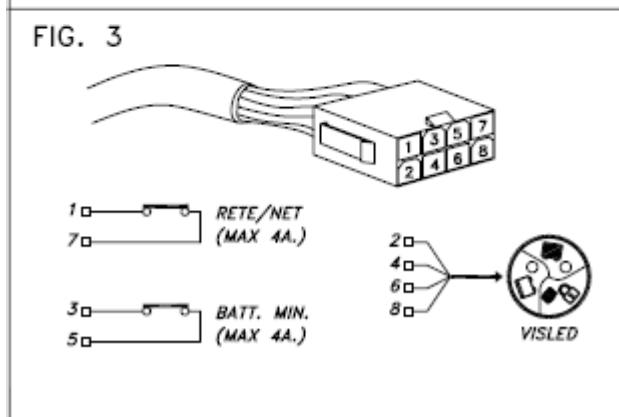 FIG. 3
1 3 5 7
2 4 6 8
1 RETE/NET
7 (MAX 4A.)
3 BATT. MIN.
5 (MAX 4A.)
2
4
6
8
VISLED